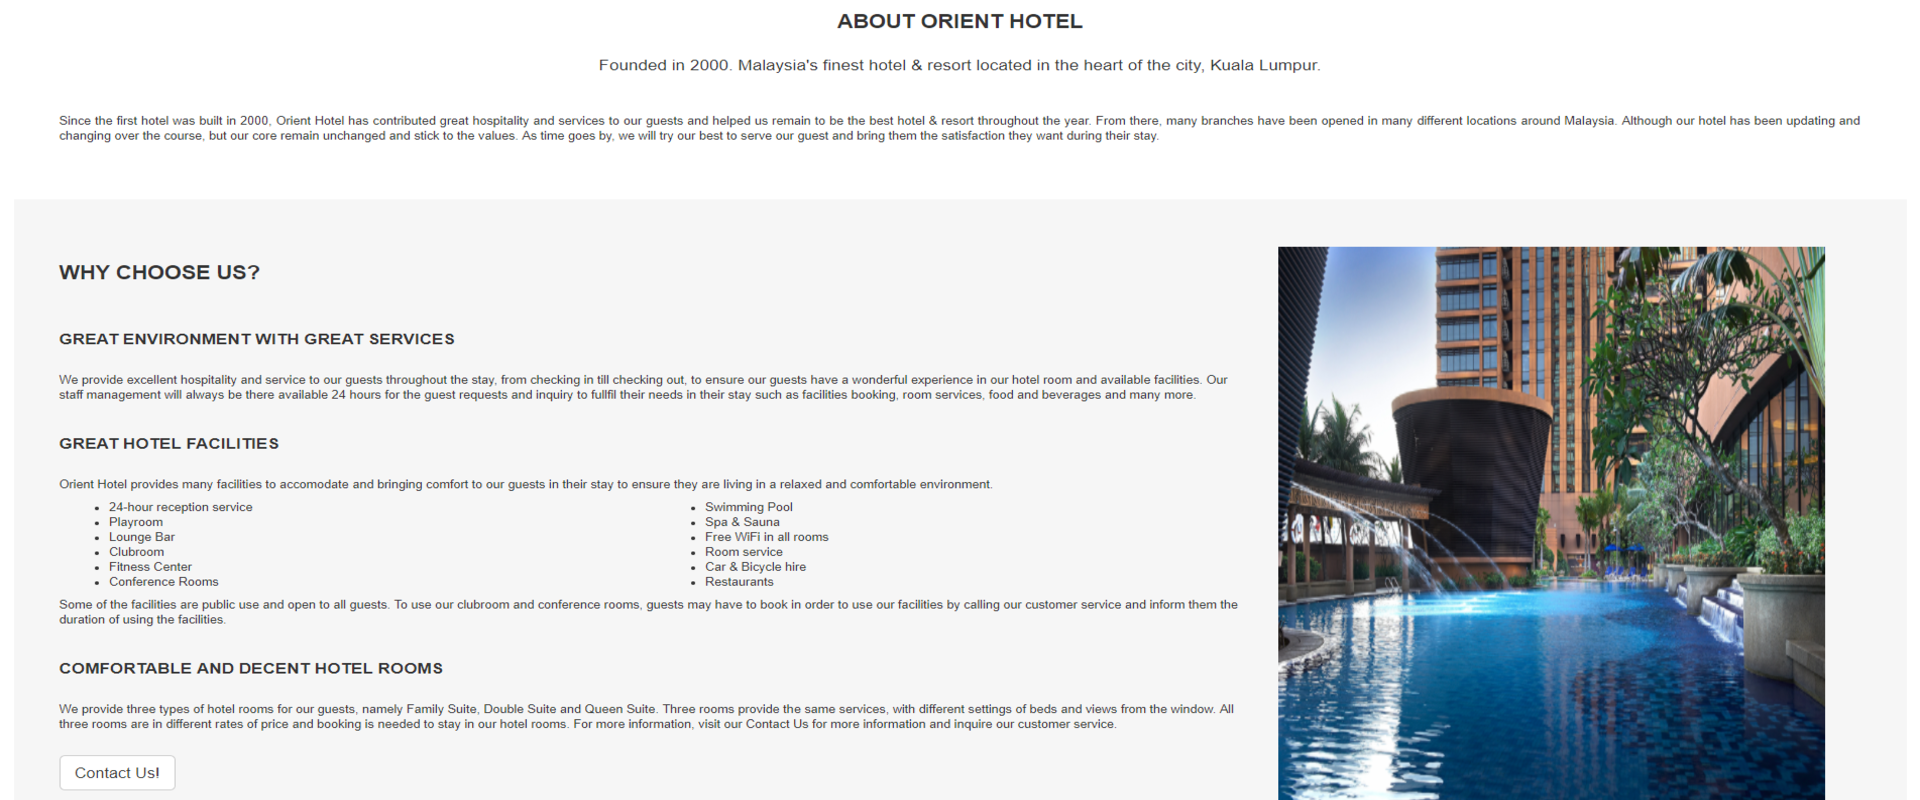 ABOUT ORIENT HOTEL
Founded in 2000. Malaysia's finest hotel & resort located in the heart of the city, Kuala Lumpur.
Since the first hotel was built in 2000, Orient Hotel has contributed great hospitality and services to our guests and helped us remain to be the best hotel & resort throughout the year. From there, many branches have been opened in many different locations around Malaysia. Although our hotel has been updating and
changing over the course, but our core remain unchanged and stick to the values. As time goes by, we will try our best to serve our guest and bring them the satisfaction they want during their stay.
WHY CHOOSE US?
GREAT ENVIRONMENT WITH GREAT SERVICES
We provide excellent hospitality and service to our guests throughout the stay, from checking in till checking out, to ensure our guests have a wonderful experience in our hotel room and available facilities. Our
staff management will always be there available 24 hours for the guest requests and inquiry to fullfil their needs in their stay such as facilities booking, room services, food and beverages and many more.
GREAT HOTEL FACILITIES
Orient Hotel provides many facilities to accomodate and bringing comfort to our guests in their stay to ensure they are living in a relaxed and comfortable environment.
• 24-hour reception service
• Playroom
• Lounge Bar
• Clubroom
• Fitness Center
• Conference Rooms
• Swimming Pool
• Spa & Sauna
• Free WiFi in all rooms
• Room service
• Car & Bicycle hire
• Restaurants
Some of the facilities are public use and open to all guests. To use our clubroom and conference rooms, guests may have to book in order to use our facilities by calling our customer service and inform them the
duration of using the facilities.
COMFORTABLE AND DECENT HOTEL ROOMS
We provide three types of hotel rooms for our guests, namely Family Suite, Double Suite and Queen Suite. Three rooms provide the same services, with different settings of beds and views from the window. All
three rooms are in different rates of price and booking is needed to stay in our hotel rooms. For more information, visit our Contact Us for more information and inquire our customer service.
Contact Us!